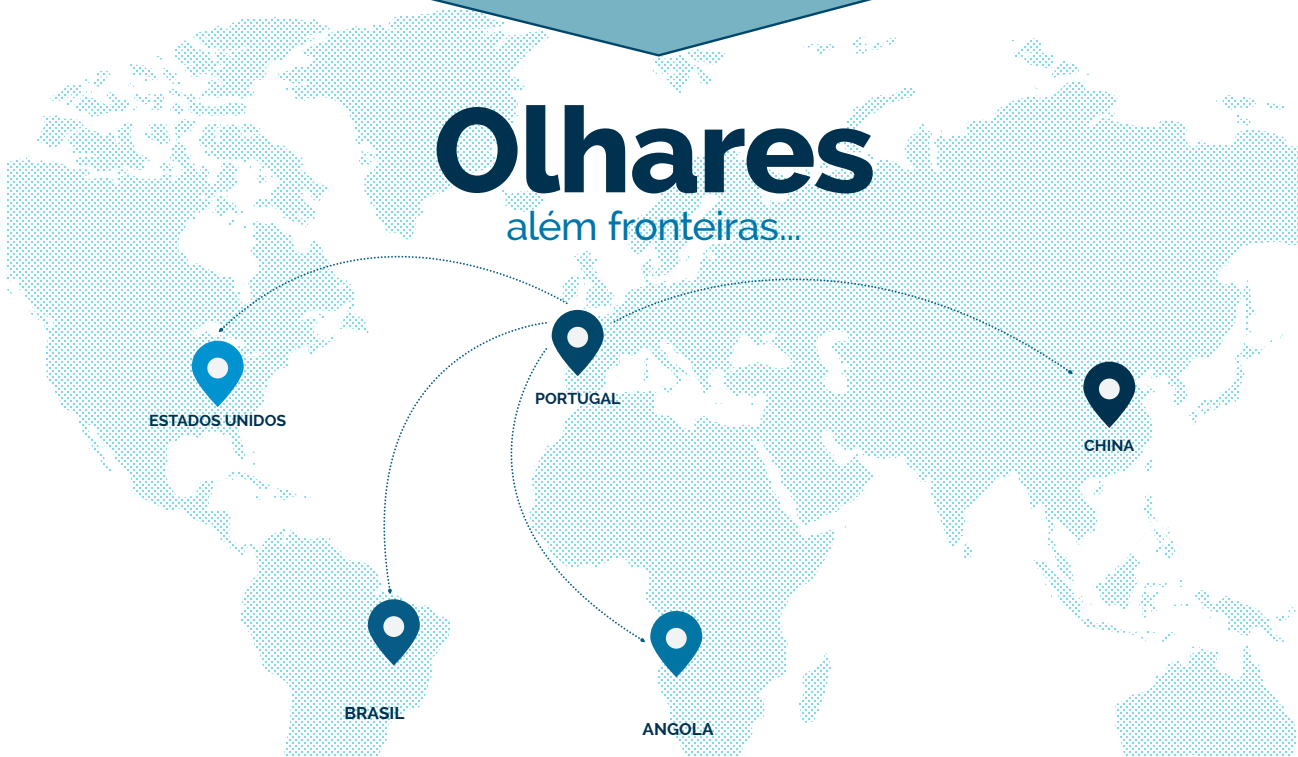 Olhares
além fronteiras...
PORTUGAL
ESTADOS UNIDOS
CHINA
BRASIL
ANGOLA